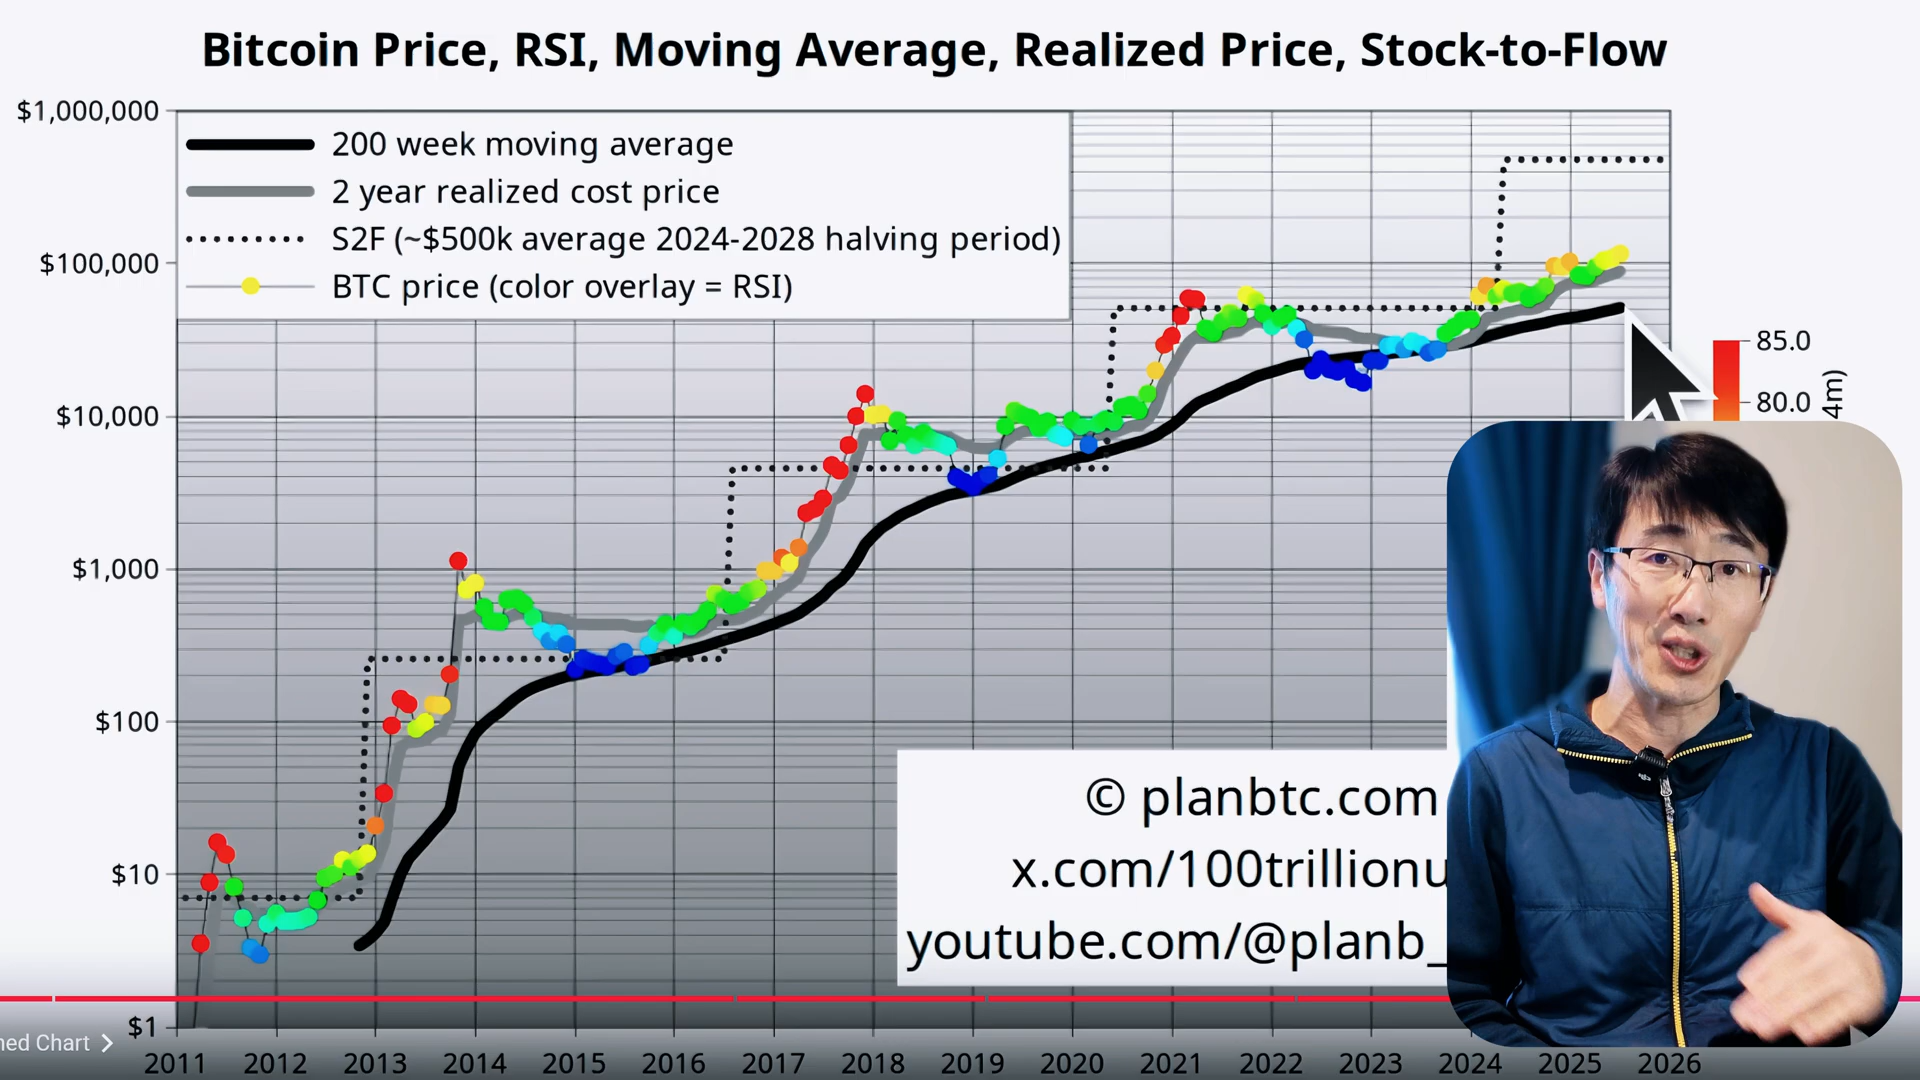 Bitcoin Price, RSI, Moving Average, Realized Price, Stock-to-Flow
$1,000,000
200 week moving average
2 year realized cost price
S2F (~$500k average 2024-2028 halving period)
BTC price (color overlay = RSI)
$100,000
$10,000
$1,000
$100
$10
$1
85.0
80.0
4m)
© planbtc.com
x.com/100trillionu
youtube.com/@planb_
ned Chart
2011 2012 2013 2014 2015 2016 2017 2018 2019 2020 2021 2022 2023 2024 2025 2026